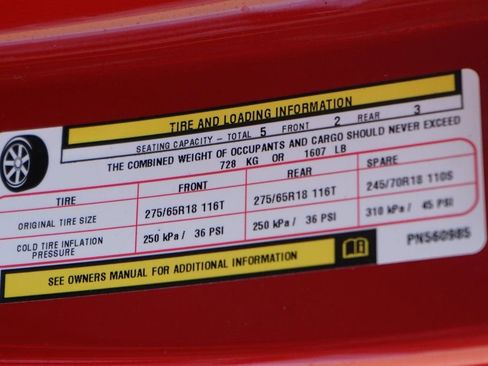 TIRE AND LOADING INFORMATION
SEATING CAPACITY - TOTAL 5 FRONT 2 REAR 3
THE COMBINED WEIGHT OF OCCUPANTS AND CARGO SHOULD NEVER EXCEED
728 KG OR 1607 LB
TIRE FRONT REAR SPARE
ORIGINAL TIRE SIZE 275/65R18 116T 275/65R18 116T 245/70R18 110S
COLD TIRE INFLATION PRESSURE 250 kPa / 36 PSI 250 kPa / 36 PSI 310 kPa / 45 PSI
SEE OWNERS MANUAL FOR ADDITIONAL INFORMATION
PN560985